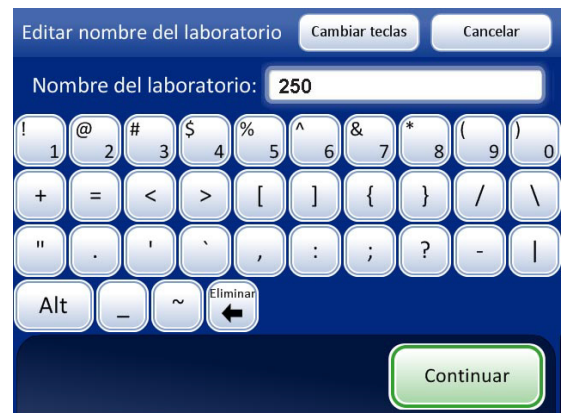 Editar nombre del laboratorio Cambiar teclas Cancelar
Nombre del laboratorio: 250
! 1 @ 2 # 3 $ 4 % 5 ^ 6 & 7 * 8 ( 9 ) 0
+ = < > [ ] { } / \
" . ' ` , : ; ? - |
Alt _ ~ Eliminar
Continuar